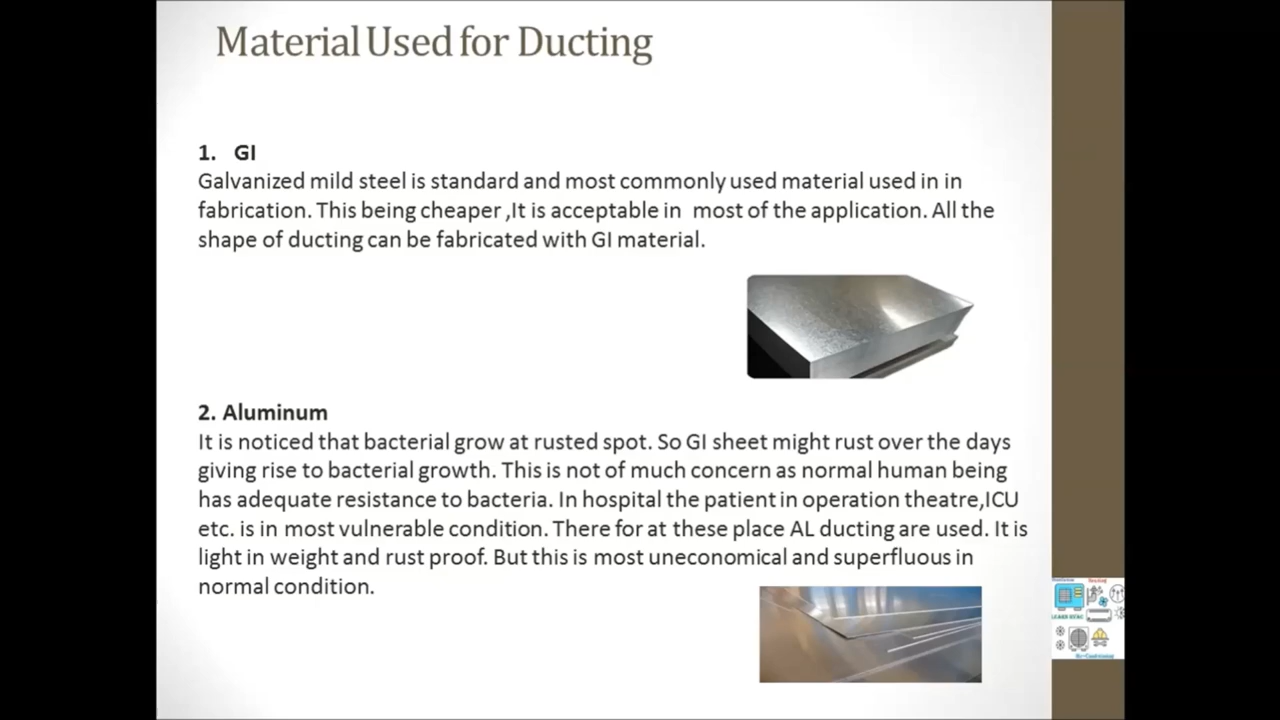 Material Used for Ducting
1. GI
Galvanized mild steel is standard and most commonly used material used in in
fabrication. This being cheaper ,It is acceptable in most of the application. All the
shape of ducting can be fabricated with GI material.
2. Aluminum
It is noticed that bacterial grow at rusted spot. So GI sheet might rust over the days
giving rise to bacterial growth. This is not of much concern as normal human being
has adequate resistance to bacteria. In hospital the patient in operation theatre,ICU
etc. is in most vulnerable condition. There for at these place AL ducting are used. It is
light in weight and rust proof. But this is most uneconomical and superfluous in
normal condition.
Heating
LEARN HVAC
Air-Conditioning